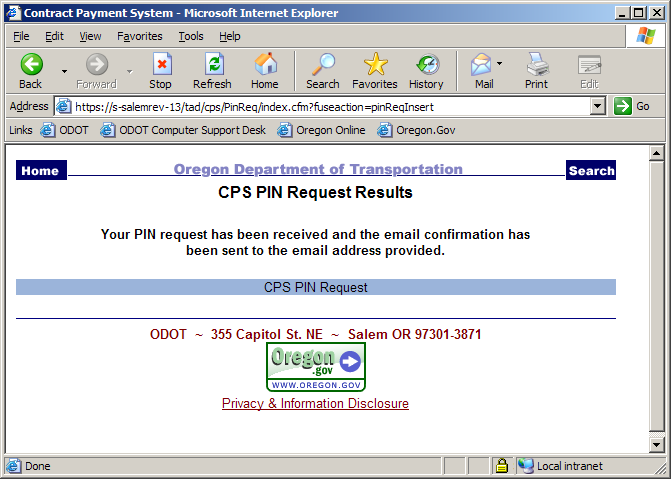 Contract Payment System - Microsoft Internet Explorer
File Edit View Favorites Tools Help
Back Forward Stop Refresh Home Search Favorites History Mail Print Edit
Address https://s-salemrev-13/tad/cps/PinReq/index.cfm?fuseaction=pinReqInsert Go
Links ODOT ODOT Computer Support Desk Oregon Online Oregon.Gov
Home Oregon Department of Transportation Search
CPS PIN Request Results
Your PIN request has been received and the email confirmation has
been sent to the email address provided.
CPS PIN Request
ODOT ~ 355 Capitol St. NE ~ Salem OR 97301-3871
Oregon
.gov
WWW.OREGON.GOV
Privacy & Information Disclosure
Done Local intranet